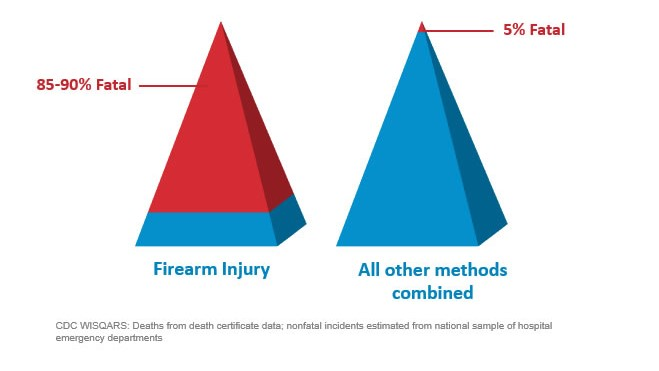 5% Fatal
85-90% Fatal
Firearm Injury
All other methods
combined
CDC WISQARS: Deaths from death certificate data; nonfatal incidents estimated from national sample of hospital
emergency departments